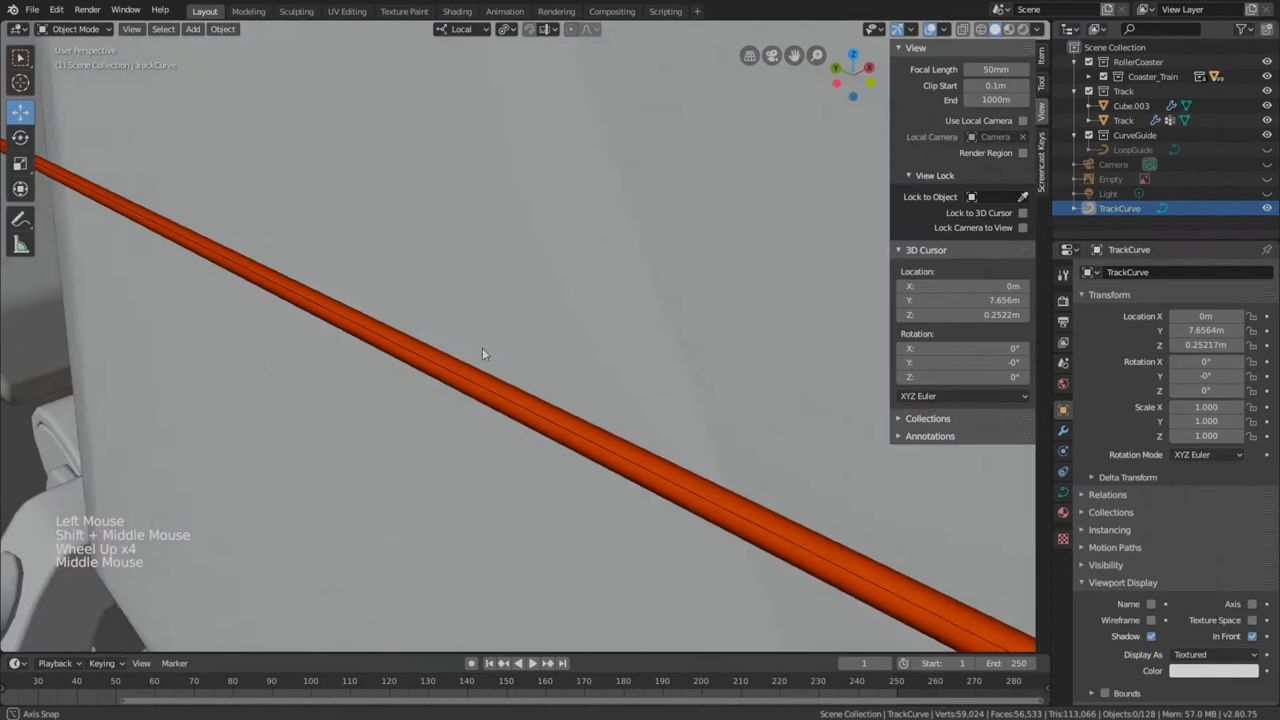 File Edit Render Window Help Layout Modeling Sculpting UV Editing Texture Paint Shading Animation Rendering Compositing Scripting + Scene View Layer
Object Mode View Select Add Object Local
User Perspective
(1) Scene Collection | TrackCurve
Z
Y
X
View
Focal Length 50mm
Clip Start 0.1m
End 1000m
Use Local Camera
Local Camera Camera
Render Region
View Lock
Lock to Object
Lock to 3D Cursor
Lock Camera to View
3D Cursor
Location:
X: 0m
Y: 7.656m
Z: 0.2522m
Rotation:
X: 0°
Y: -0°
Z: 0°
XYZ Euler
Collections
Annotations
Item
Tool
View
Screencast Keys
Scene Collection
RollerCoaster
Coaster_Train
Track
Cube.003
Track
CurveGuide
LoopGuide
Camera
Empty
Light
TrackCurve
TrackCurve
TrackCurve
Transform
Location X 0m
Y 7.6564m
Z 0.25217m
Rotation X 0°
Y -0°
Z 0°
Scale X 1.000
Y 1.000
Z 1.000
Rotation Mode XYZ Euler
Delta Transform
Relations
Collections
Instancing
Motion Paths
Visibility
Viewport Display
Name Axis
Wireframe Texture Space
Shadow In Front
Display As Textured
Color
Bounds
Left Mouse
Shift + Middle Mouse
Wheel Up x4
Middle Mouse
Playback Keying View Marker 1 Start: 1 End: 250
30 40 50 60 70 80 90 100 110 120 130 140 150 160 170 180 190 200 210 220 230 240 250 260 270 280
Axis Snap Scene Collection | TrackCurve | Verts:59,024 | Faces:56,533 | Tris:113,066 | Objects:0/128 | Mem: 57.0 MB | v2.80.75